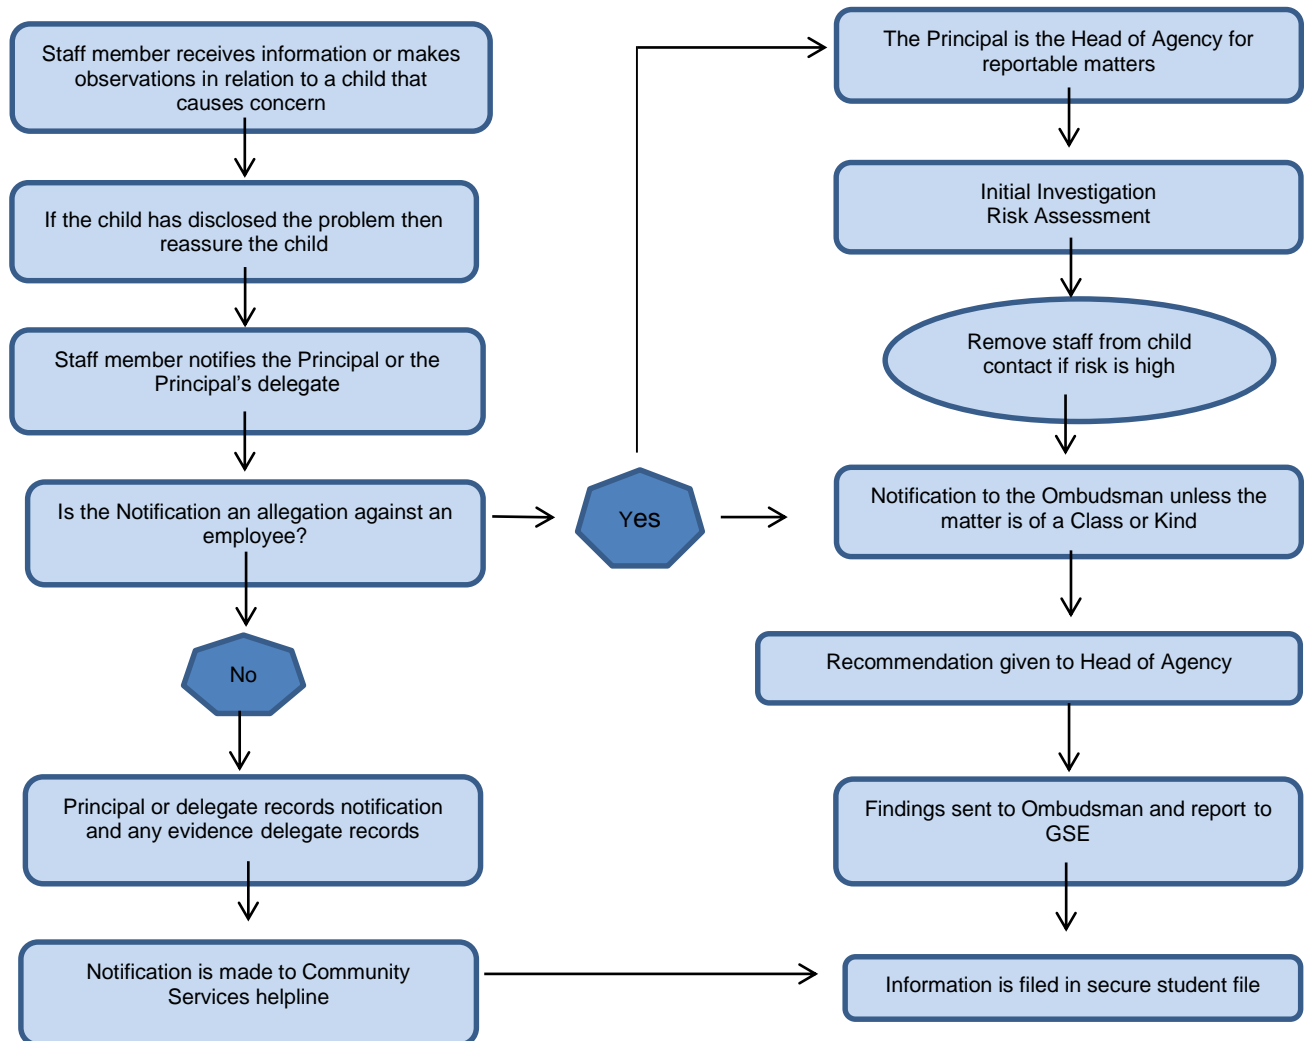 Staff member receives information or makes
observations in relation to a child that
causes concern
If the child has disclosed the problem then
reassure the child
Staff member notifies the Principal or the
Principal’s delegate
Is the Notification an allegation against an
employee?
Yes
No
Principal or delegate records notification
and any evidence delegate records
Notification is made to Community
Services helpline
The Principal is the Head of Agency for
reportable matters
Initial Investigation
Risk Assessment
Remove staff from child
contact if risk is high
Notification to the Ombudsman unless the
matter is of a Class or Kind
Recommendation given to Head of Agency
Findings sent to Ombudsman and report to
GSE
Information is filed in secure student file